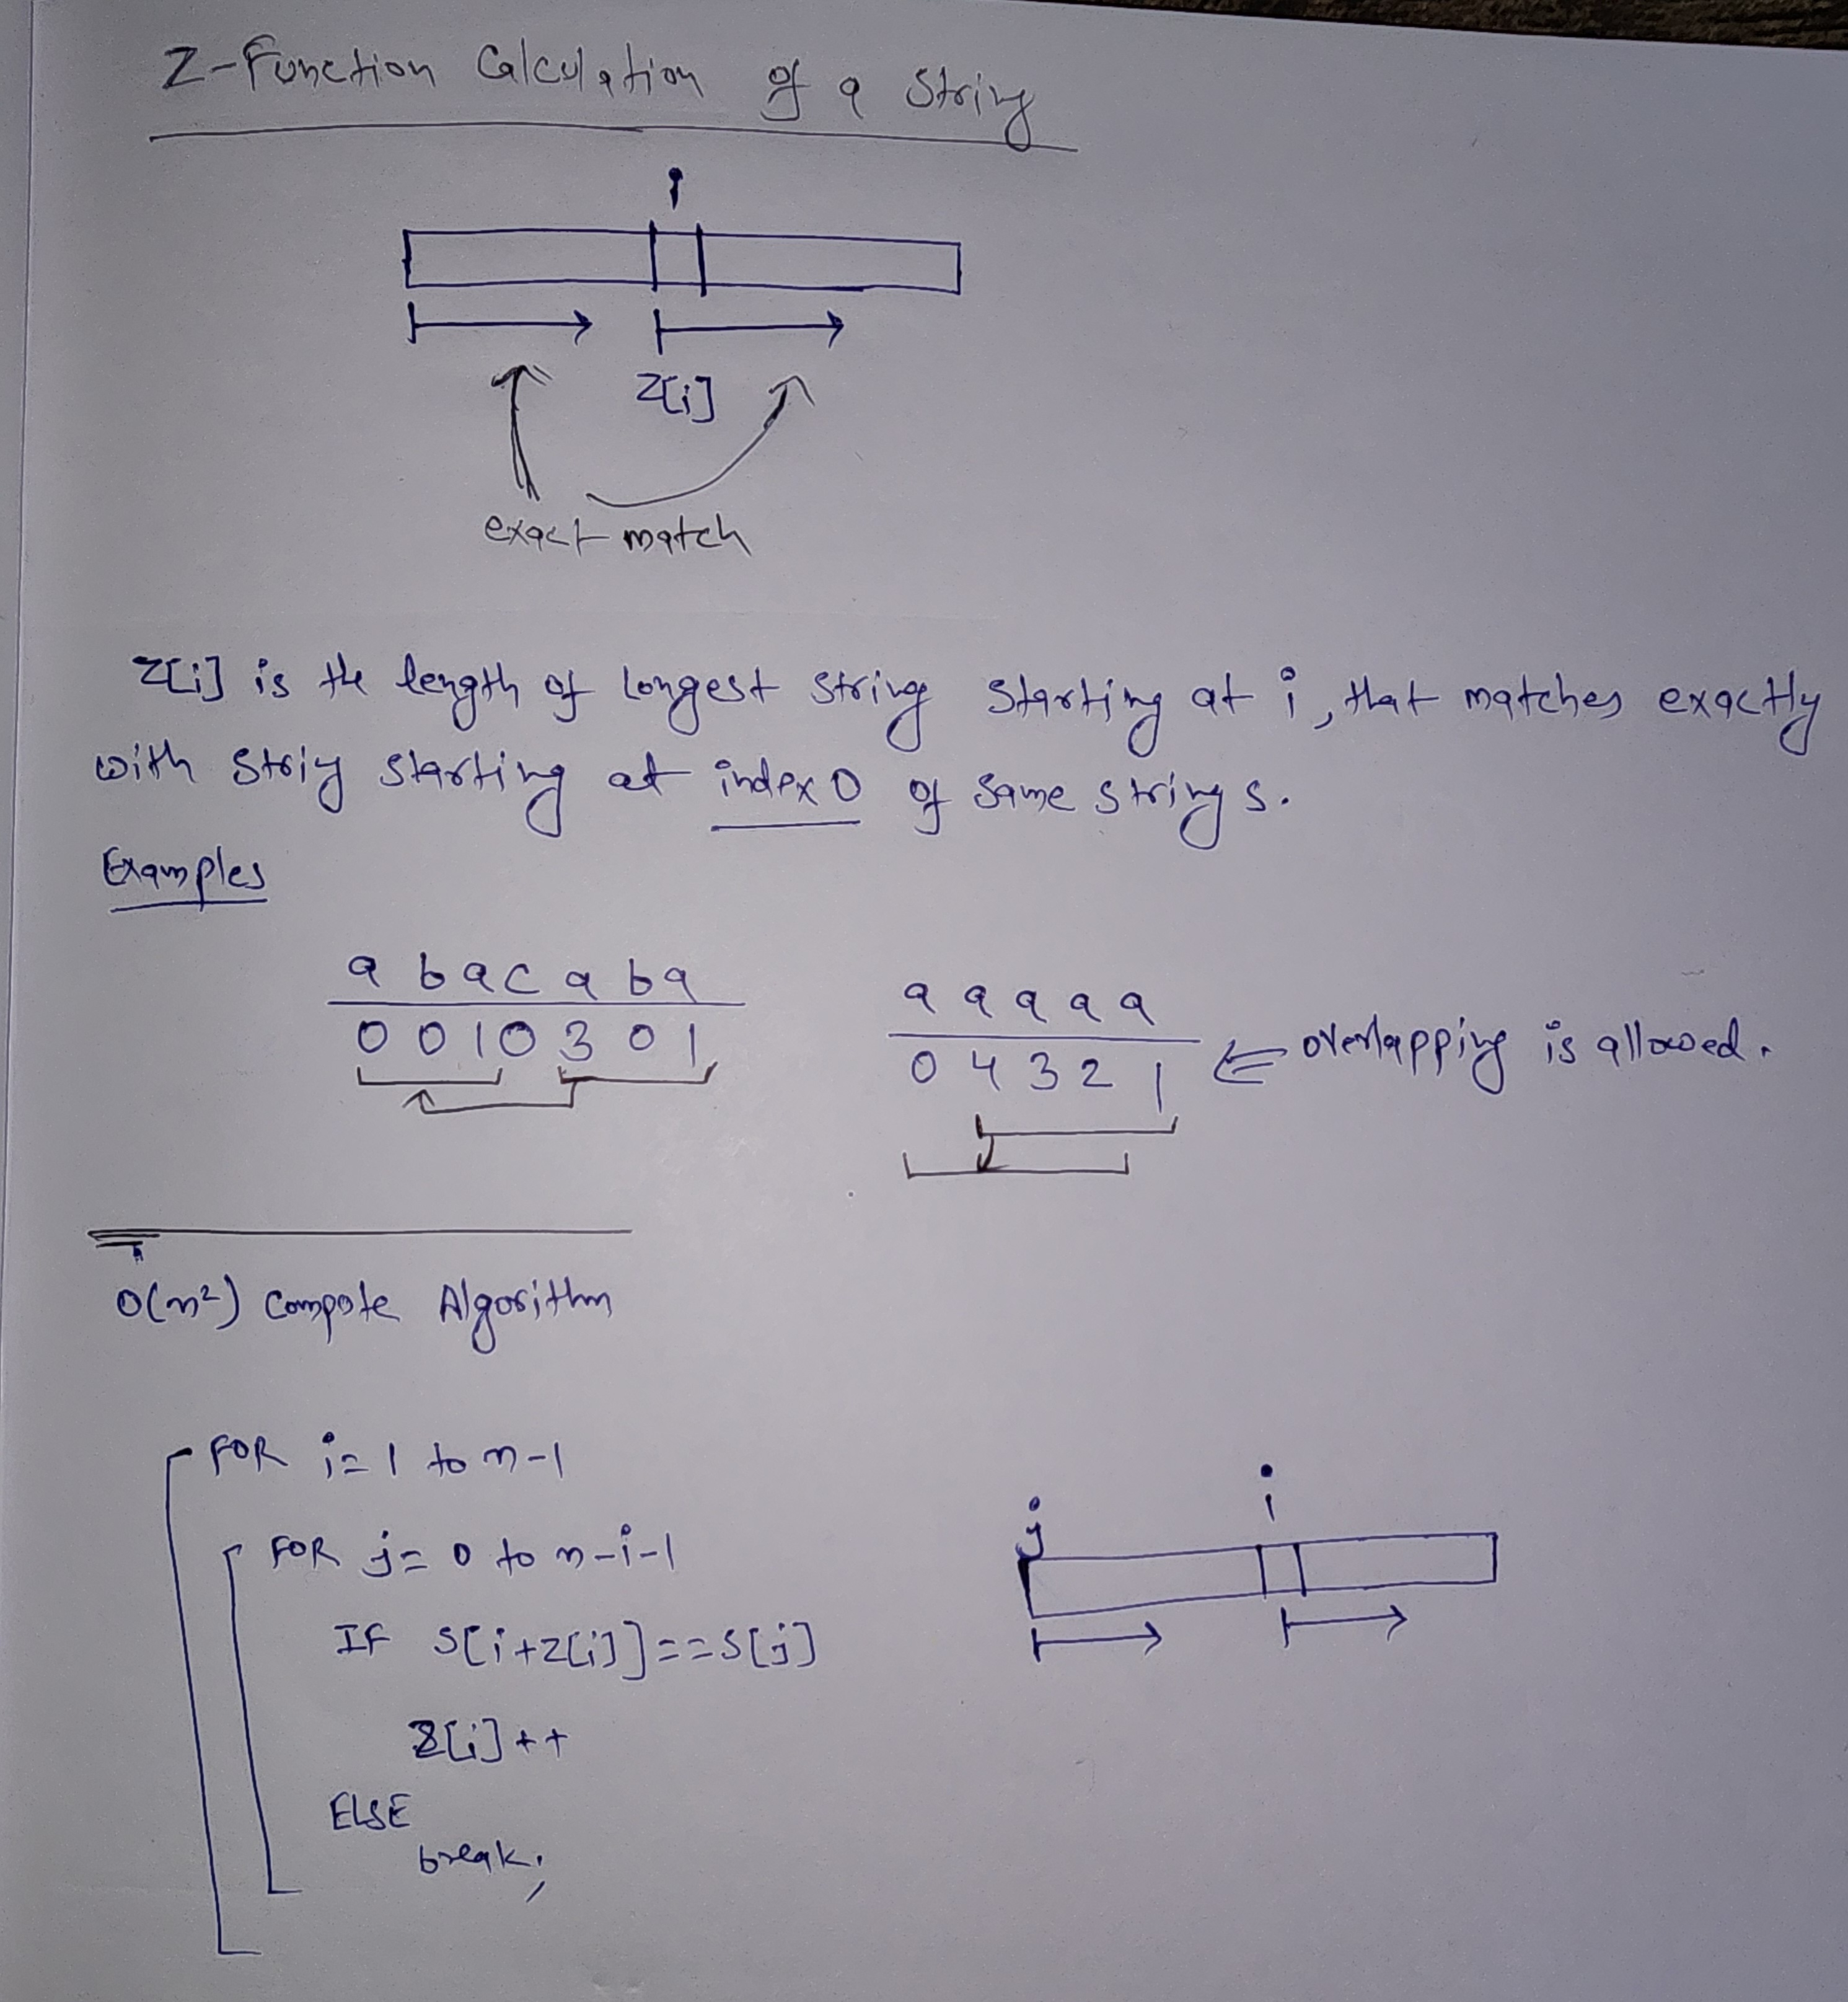 Z-Function Calculation of a String
i
Z[i]
exact match
Z[i] is the length of longest string starting at i, that matches exactly
with striy starting at index 0 of same string s.
Examples
a b a c a b a
0 0 1 0 3 0 1
a a a a a
0 4 3 2 1 ⇐ overlapping is allowed.
O(n²) Compute Algorithm
FOR i=1 to n-1
FOR j=0 to n-i-1
IF S[i+Z[i]]==S[j]
Z[i]++
ELSE
break;
j i